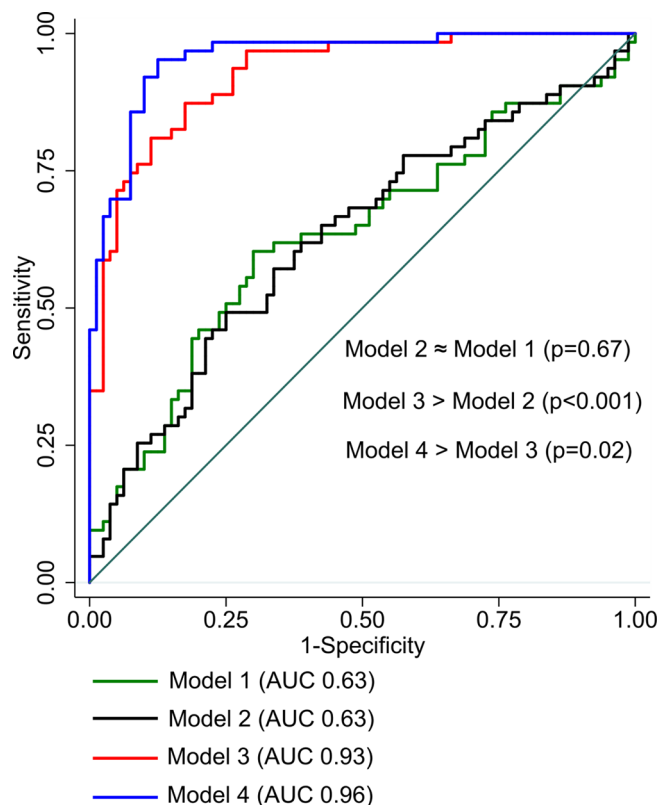 1.00
0.75
0.50
0.25
0.00
Sensitivity
Model 2 ≈ Model 1 (p=0.67)
Model 3 > Model 2 (p<0.001)
Model 4 > Model 3 (p=0.02)
0.00 0.25 0.50 0.75 1.00
1-Specificity
Model 1 (AUC 0.63)
Model 2 (AUC 0.63)
Model 3 (AUC 0.93)
Model 4 (AUC 0.96)